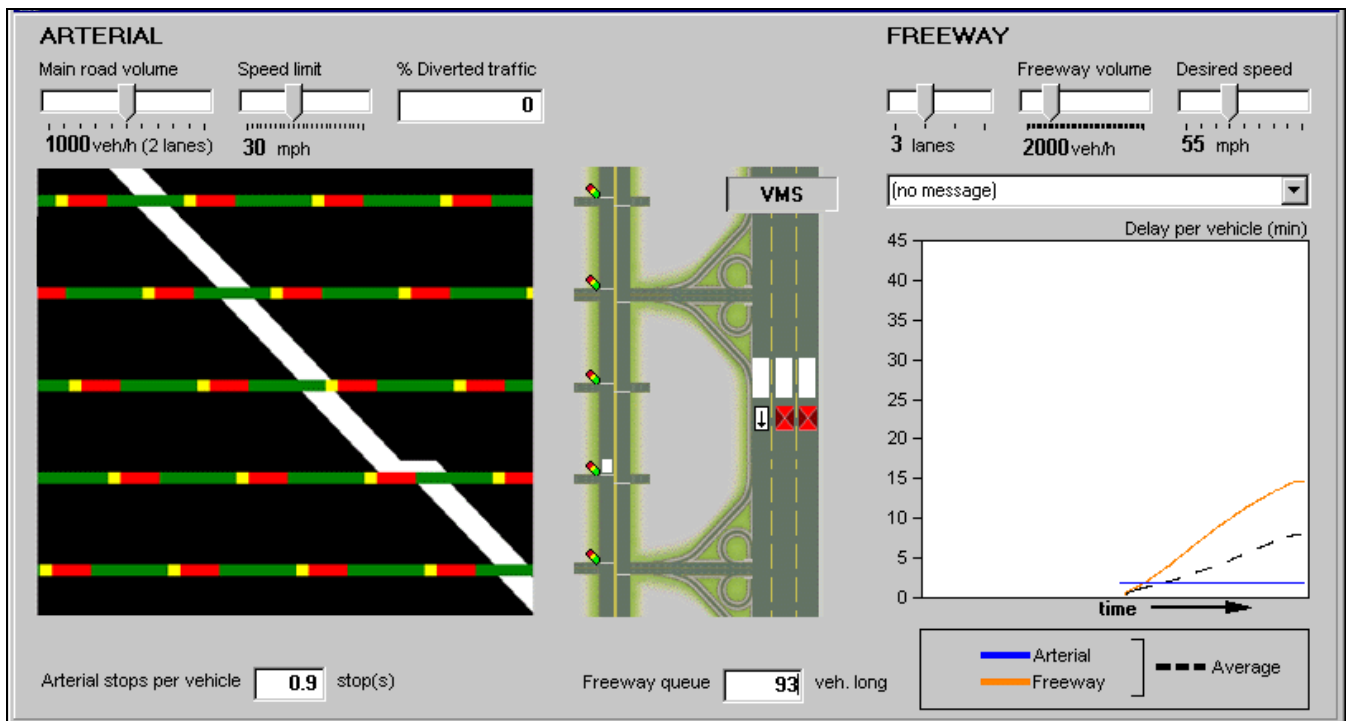 ARTERIAL
Main road volume
Speed limit
% Diverted traffic
0
1000 veh/h (2 lanes)
30 mph
FREEWAY
Freeway volume
Desired speed
3 lanes
2000 veh/h
55 mph
VMS
(no message)
Delay per vehicle (min)
45
40
35
30
25
20
15
10
5
0
time
Arterial
Freeway
Average
Arterial stops per vehicle 0.9 stop(s)
Freeway queue 93 veh. long